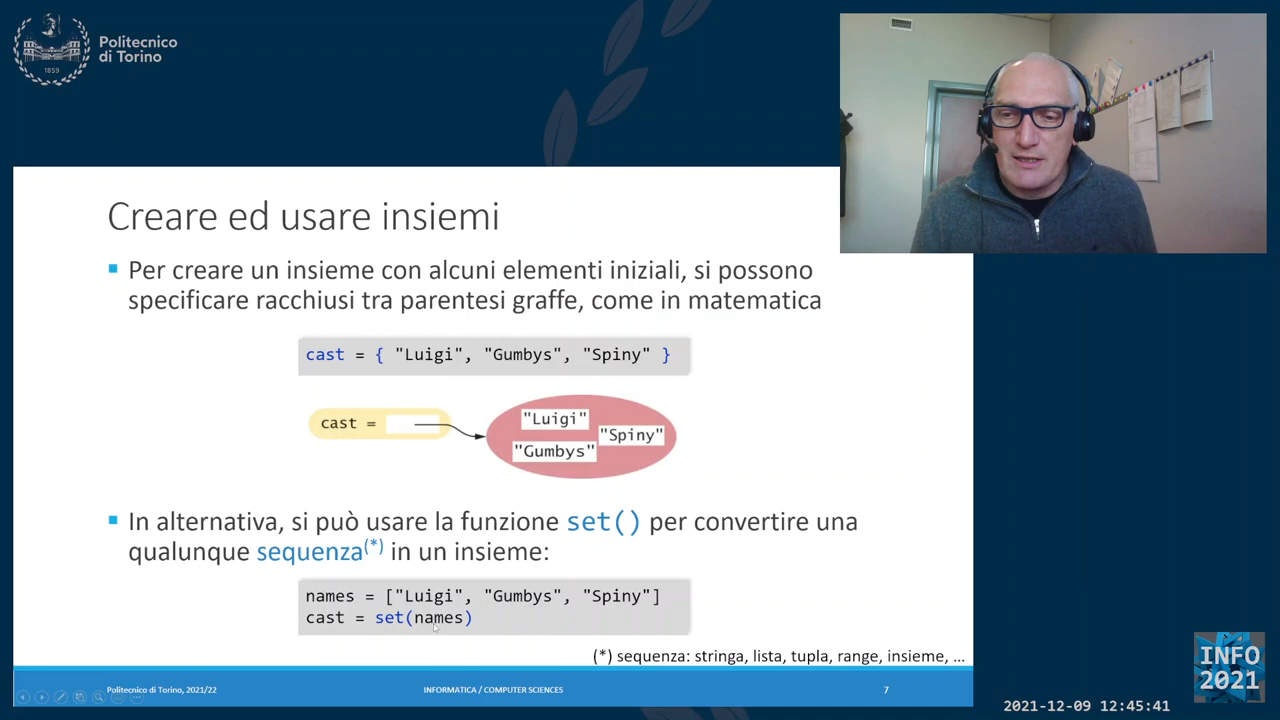 Politecnico
di Torino
1859
Creare ed usare insiemi
Per creare un insieme con alcuni elementi iniziali, si possono
specificare racchiusi tra parentesi graffe, come in matematica
cast = { "Luigi", "Gumbys", "Spiny" }
cast =
"Luigi"
"Spiny"
"Gumbys"
In alternativa, si può usare la funzione set() per convertire una
qualunque sequenza(*) in un insieme:
names = ["Luigi", "Gumbys", "Spiny"]
cast = set(names)
(*) sequenza: stringa, lista, tupla, range, insieme, …
Politecnico di Torino, 2021/22
INFORMATICA / COMPUTER SCIENCES
7
INFO
2021
2021-12-09 12:45:41